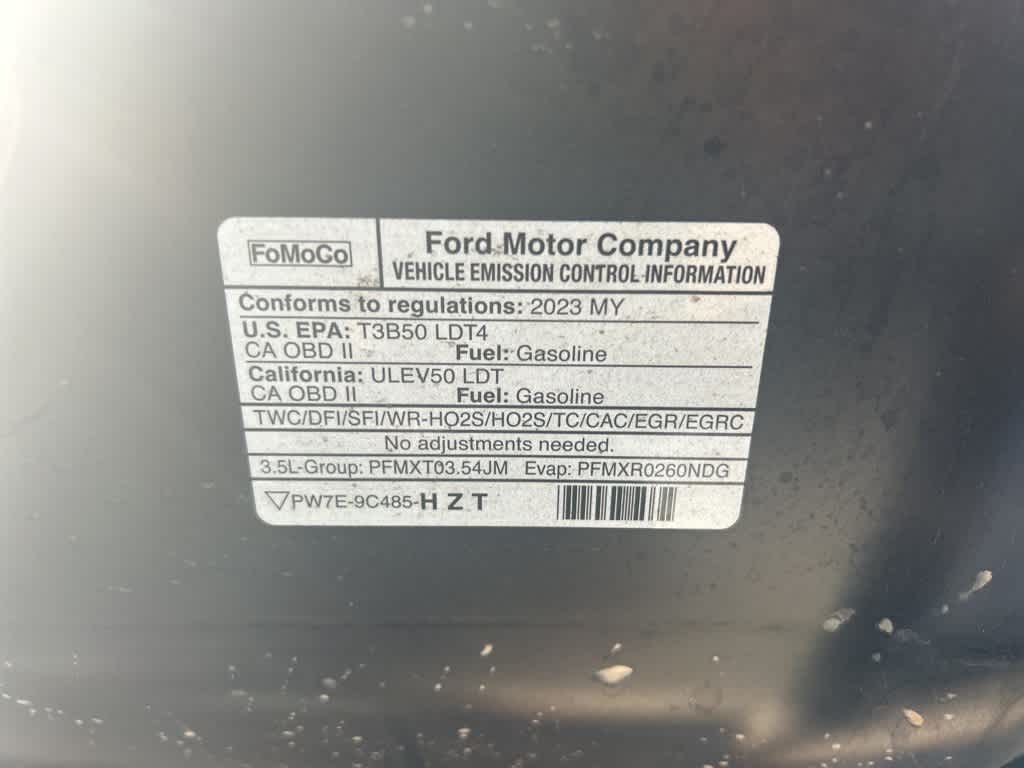 FoMoCo
Ford Motor Company
VEHICLE EMISSION CONTROL INFORMATION
Conforms to regulations: 2023 MY
U.S. EPA: T3B50 LDT4
CA OBD II Fuel: Gasoline
California: ULEV50 LDT
CA OBD II Fuel: Gasoline
TWC/DFI/SFI/WR-HO2S/HO2S/TC/CAC/EGR/EGRC
No adjustments needed.
3.5L-Group: PFMXT03.54JM Evap: PFMXR0260NDG
PW7E-9C485-H Z T